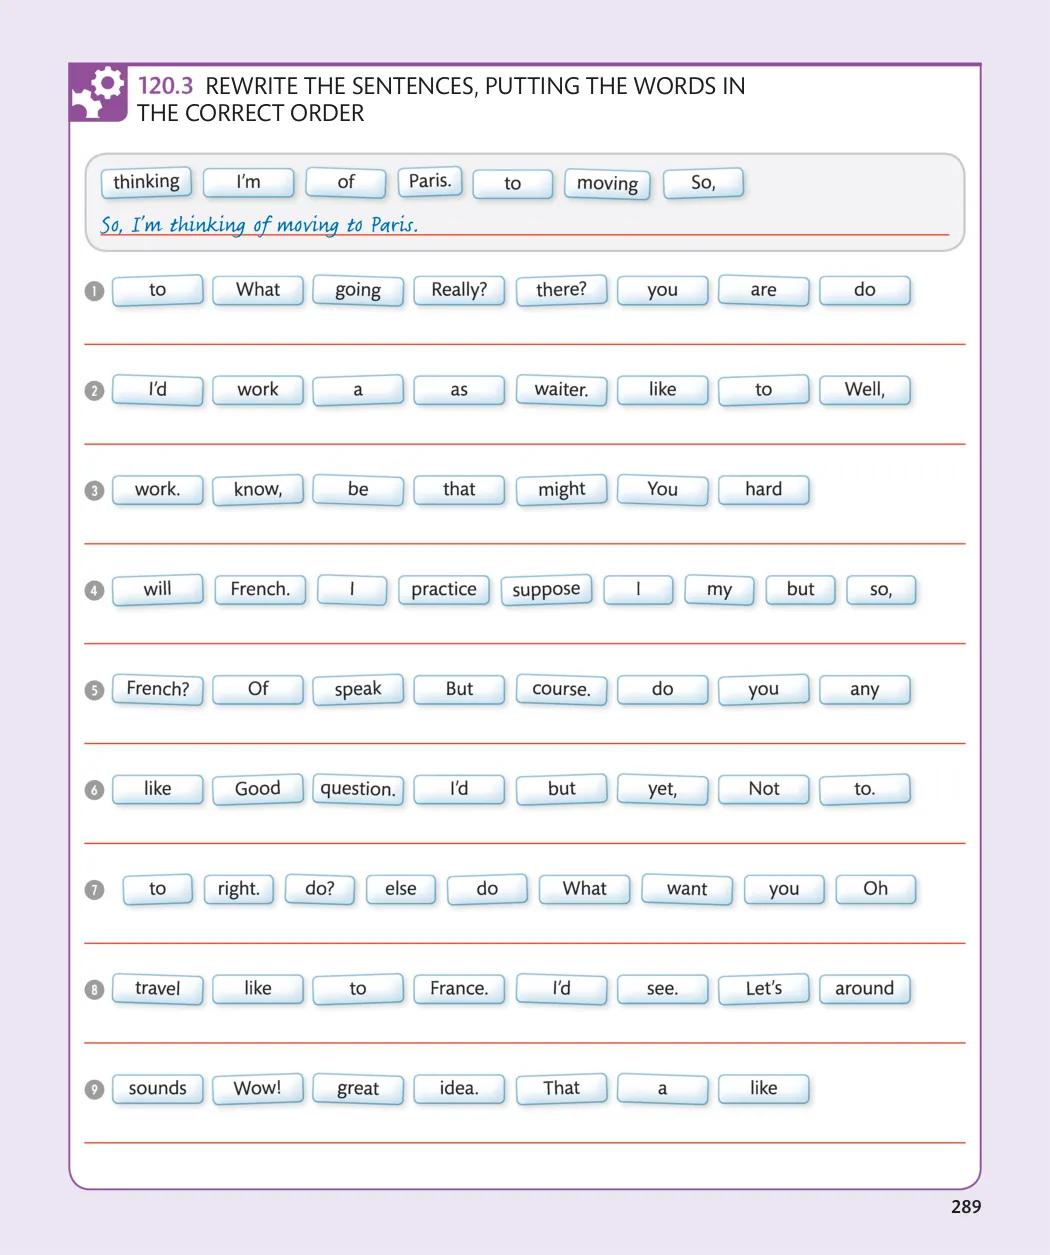 120.3 REWRITE THE SENTENCES, PUTTING THE WORDS IN
THE CORRECT ORDER
thinking I'm of Paris. to moving So,
So, I'm thinking of moving to Paris.
1 to What going Really? there? you are do
2 I'd work a as waiter. like to Well,
3 work. know, be that might You hard
4 will French. I practice suppose I my but so,
5 French? Of speak But course. do you any
6 like Good question. I'd but yet, Not to.
7 to right. do? else do What want you Oh
8 travel like to France. I'd see. Let's around
9 sounds Wow! great idea. That a like
289